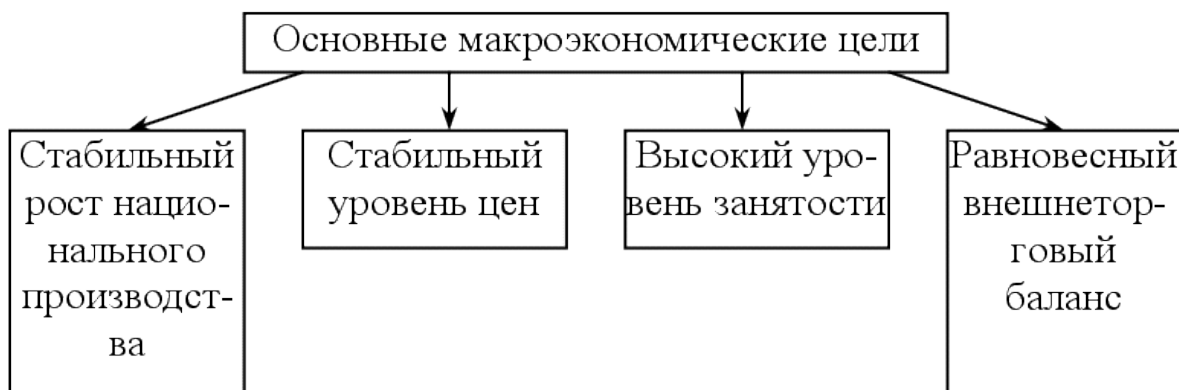 Основные макроэкономические цели
Стабильный
рост нацио-
нального
производст-
ва
Стабильный
уровень цен
Высокий уро-
вень занятости
Равновесный
внешнетор-
говый
баланс